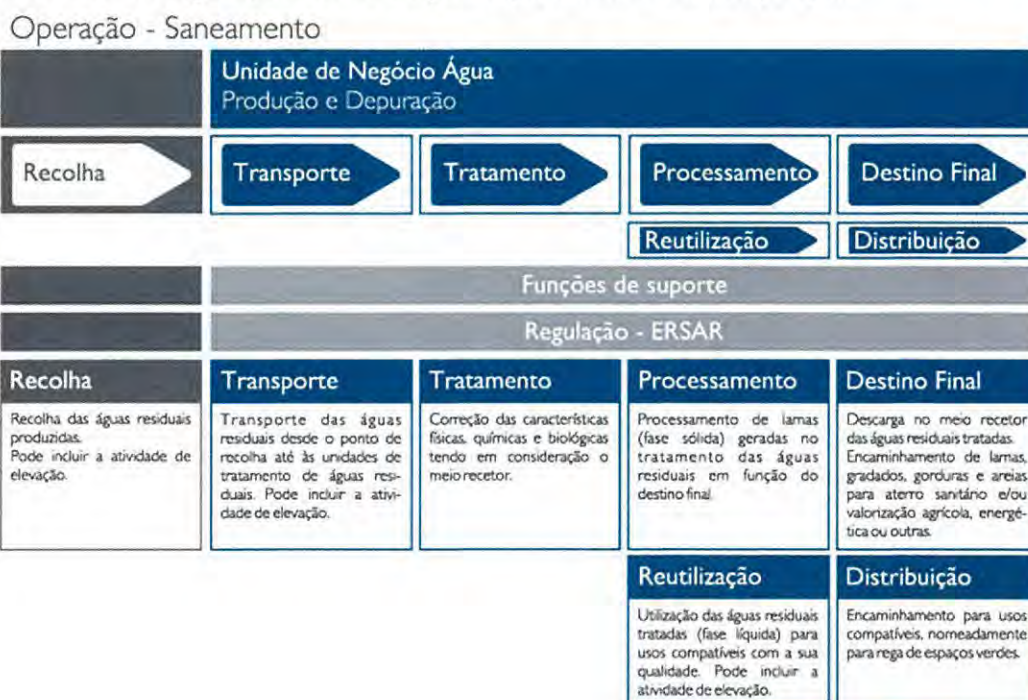 Operação - Saneamento
Unidade de Negócio Água
Produção e Depuração
Recolha
Transporte
Tratamento
Processamento
Destino Final
Reutilização
Distribuição
Funções de suporte
Regulação - ERSAR
Recolha
Recolha das águas residuais
produzidas.
Pode incluir a atividade de
elevação.
Transporte
Transporte das águas
residuais desde o ponto de
recolha até às unidades de
tratamento de águas resi-
duais. Pode incluir a ativi-
dade de elevação.
Tratamento
Correção das características
físicas, químicas e biológicas
tendo em consideração o
meio recetor.
Processamento
Processamento de lamas
(fase sólida) geradas no
tratamento das águas
residuais em função do
destino final.
Destino Final
Descarga no meio recetor
das águas residuais tratadas.
Encaminhamento de lamas,
gradados, gorduras e areias
para aterro sanitário e/ou
valorização agrícola, energé-
tica ou outras.
Reutilização
Utilização das águas residuais
tratadas (fase líquida) para
usos compatíveis com a sua
qualidade. Pode incluir a
atividade de elevação.
Distribuição
Encaminhamento para usos
compatíveis, nomeadamente
para rega de espaços verdes.